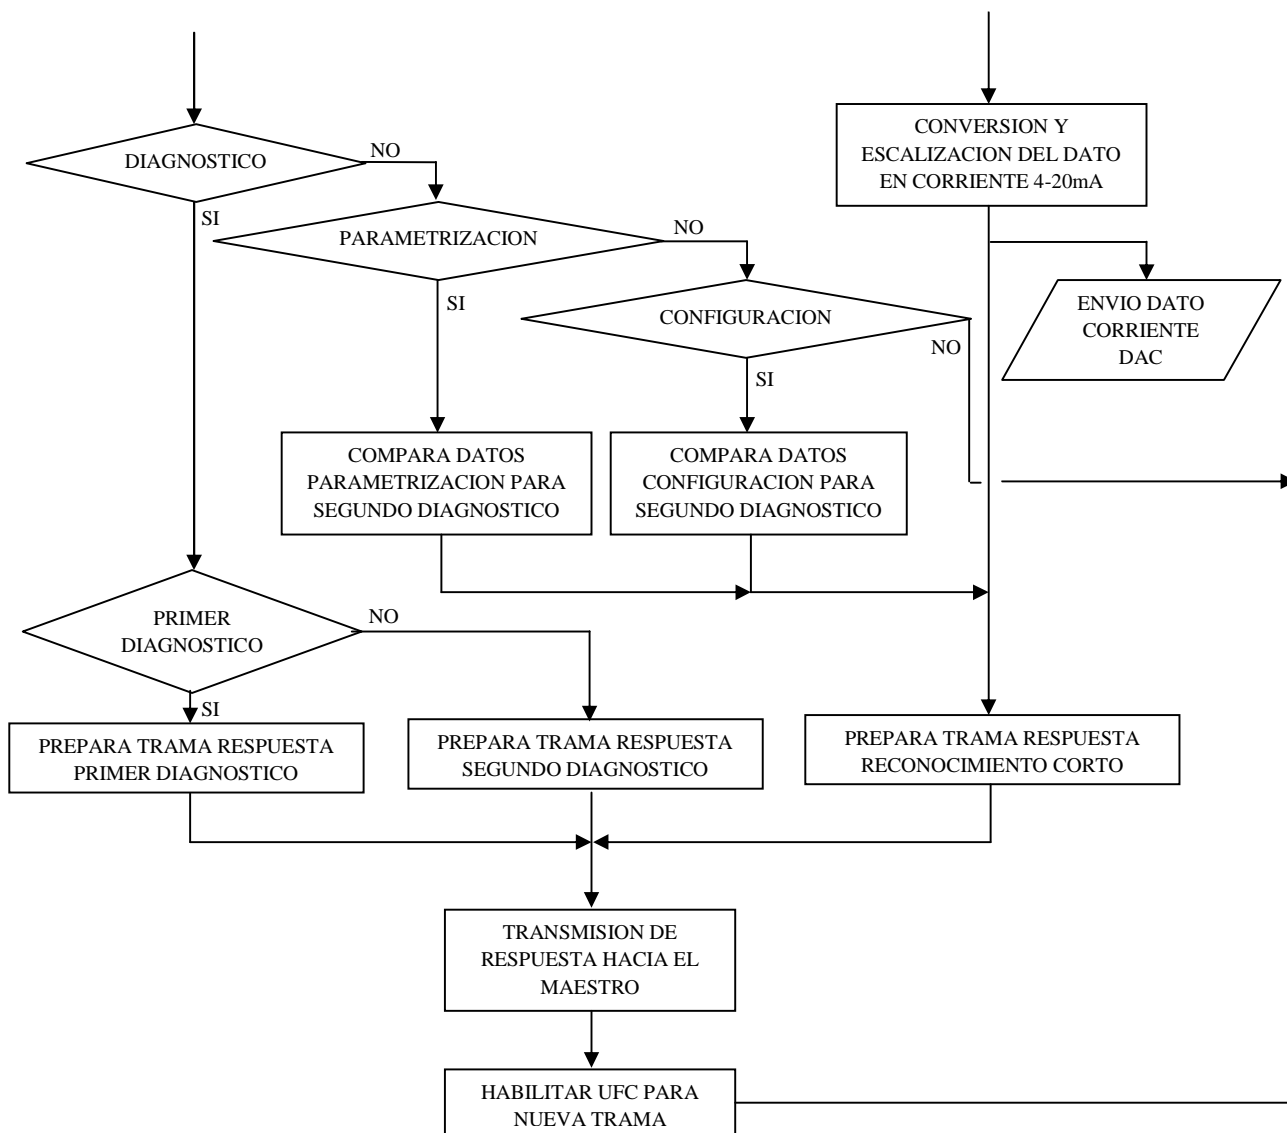 CONVERSION Y
ESCALIZACION DEL DATO
EN CORRIENTE 4-20mA
DIAGNOSTICO
NO
SI
PARAMETRIZACION
NO
SI
CONFIGURACION
NO
SI
ENVIO DATO
CORRIENTE
DAC
COMPARA DATOS
PARAMETRIZACION PARA
SEGUNDO DIAGNOSTICO
COMPARA DATOS
CONFIGURACION PARA
SEGUNDO DIAGNOSTICO
PRIMER
DIAGNOSTICO
NO
SI
PREPARA TRAMA RESPUESTA
PRIMER DIAGNOSTICO
PREPARA TRAMA RESPUESTA
SEGUNDO DIAGNOSTICO
PREPARA TRAMA RESPUESTA
RECONOCIMIENTO CORTO
TRANSMISION DE
RESPUESTA HACIA EL
MAESTRO
HABILITAR UFC PARA
NUEVA TRAMA